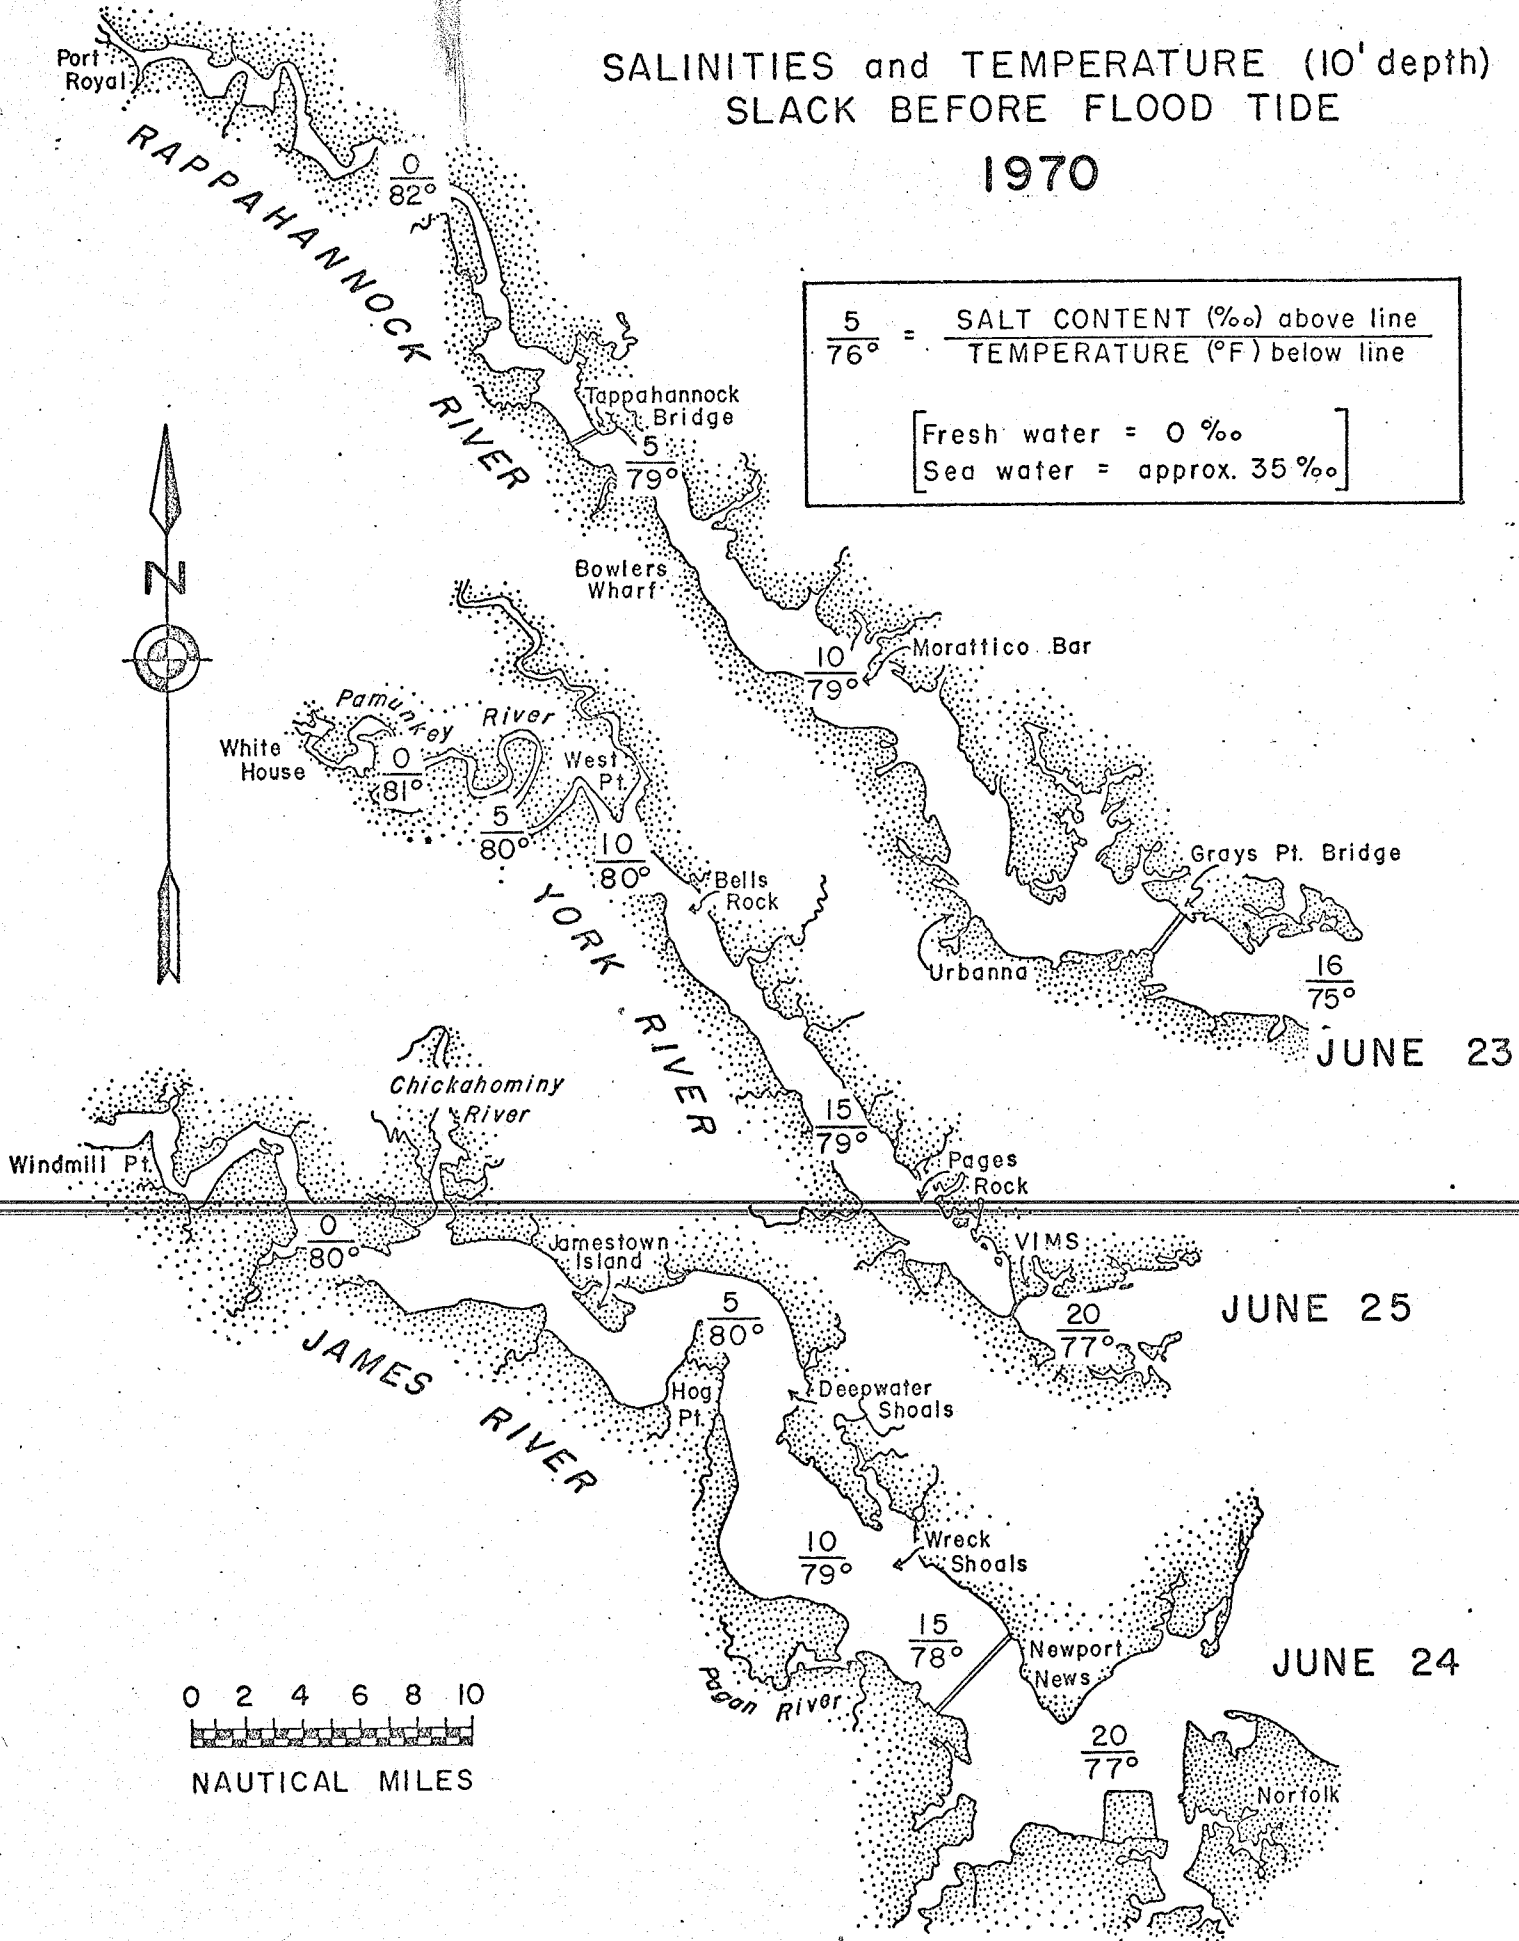 SALINITIES and TEMPERATURE (10' depth)
SLACK BEFORE FLOOD TIDE
1970
5
76°
=
SALT CONTENT (‰) above line
TEMPERATURE (°F) below line
Fresh water = 0 ‰
Sea water = approx. 35 ‰
Port
Royal
RAPPAHANNOCK RIVER
0
82°
Tappahannock
Bridge
5
79°
Bowlers
Wharf
10
79°
Morattico Bar
Grays Pt. Bridge
Urbanna
16
75°
JUNE 23
N
Pamunkey River
White
House
0
81°
West
Pt.
5
80°
10
80°
Bells
Rock
YORK RIVER
15
79°
Pages
Rock
VIMS
20
77°
JUNE 25
Chickahominy
River
Windmill Pt.
0
80°
Jamestown
Island
5
80°
JAMES RIVER
Hog
Pt.
Deepwater
Shoals
10
79°
Wreck
Shoals
15
78°
Newport
News
JUNE 24
Pagan River
20
77°
Norfolk
0 2 4 6 8 10
NAUTICAL MILES